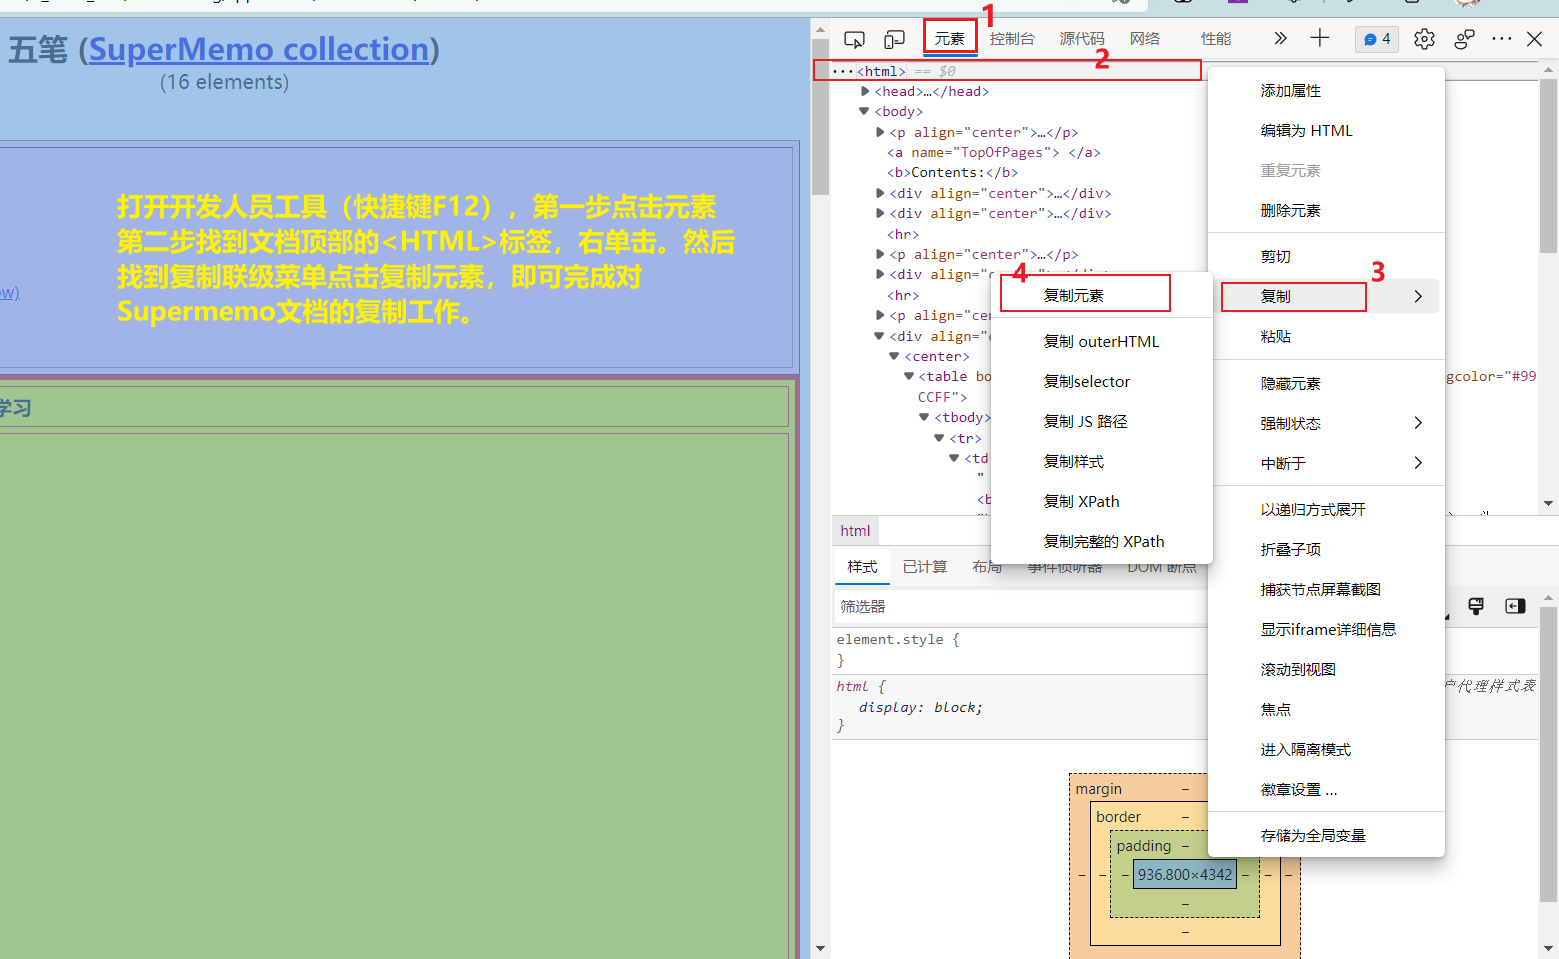 五笔 (SuperMemo collection)
(16 elements)
打开开发人员工具（快捷键F12），第一步点击元素
第二步找到文档顶部的<HTML>标签，右单击。然后
找到复制联级菜单点击复制元素，即可完成对
Supermemo文档的复制工作。
学习
1
元素 控制台 源代码 网络 性能 4
2
···<html> == $0
<head>…</head>
<body>
<p align="center">…</p>
<a name="TopOfPages"> </a>
<b>Contents:</b>
<div align="center">…</div>
<div align="center">…</div>
<hr>
<p align="center">…</p>
<div align="
<hr>
<p align="
<div align="
<center>
<table
gcolor="#99
CCFF">
<tbody>
<tr>
<td
"
添加属性
编辑为 HTML
重复元素
删除元素
剪切
3
复制
粘贴
隐藏元素
强制状态
中断于
以递归方式展开
折叠子项
捕获节点屏幕截图
显示iframe详细信息
滚动到视图
焦点
进入隔离模式
徽章设置 ...
存储为全局变量
4
复制元素
复制 outerHTML
复制selector
复制 JS 路径
复制样式
复制 XPath
复制完整的 XPath
html
样式 已计算 布局 事件侦听器 DOM 断点
筛选器
element.style {
}
html {
代理样式表
display: block;
}
margin –
border –
padding –
– – – 936.800×4342 – – –
–
–